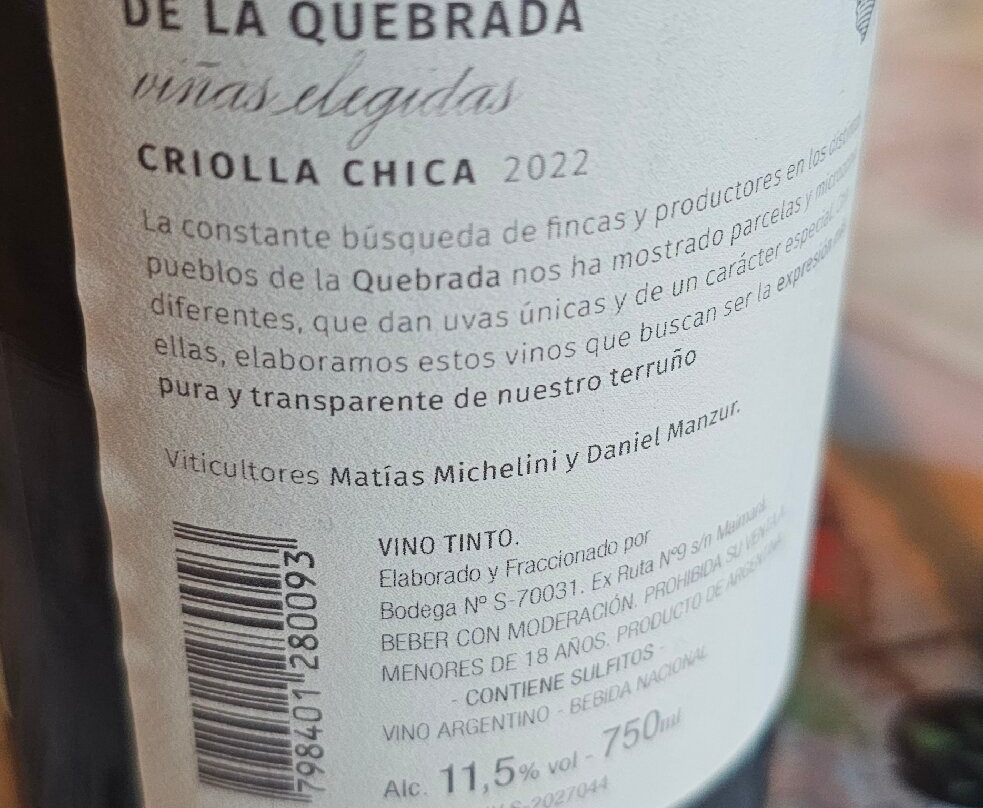 DE LA QUEBRADA
viñas elegidas
CRIOLLA CHICA 2022
La constante búsqueda de fincas y productores en los
pueblos de la Quebrada nos ha mostrado parcelas y
diferentes, que dan uvas únicas y de un carácter especial.
ellas, elaboramos estos vinos que buscan ser la expresión
pura y transparente de nuestro terruño
Viticultores Matías Michelini y Daniel Manzur.
VINO TINTO.
Elaborado y Fraccionado por
Bodega Nº S-70031. Ex Ruta Nº9 s/n Maimará.
BEBER CON MODERACIÓN. PROHIBIDA SU VENTA A
MENORES DE 18 AÑOS. PRODUCTO DE ARGENTINA.
- CONTIENE SULFITOS -
VINO ARGENTINO - BEBIDA NACIONAL
Alc. 11,5% vol - 750ml
2027044
7798401280093